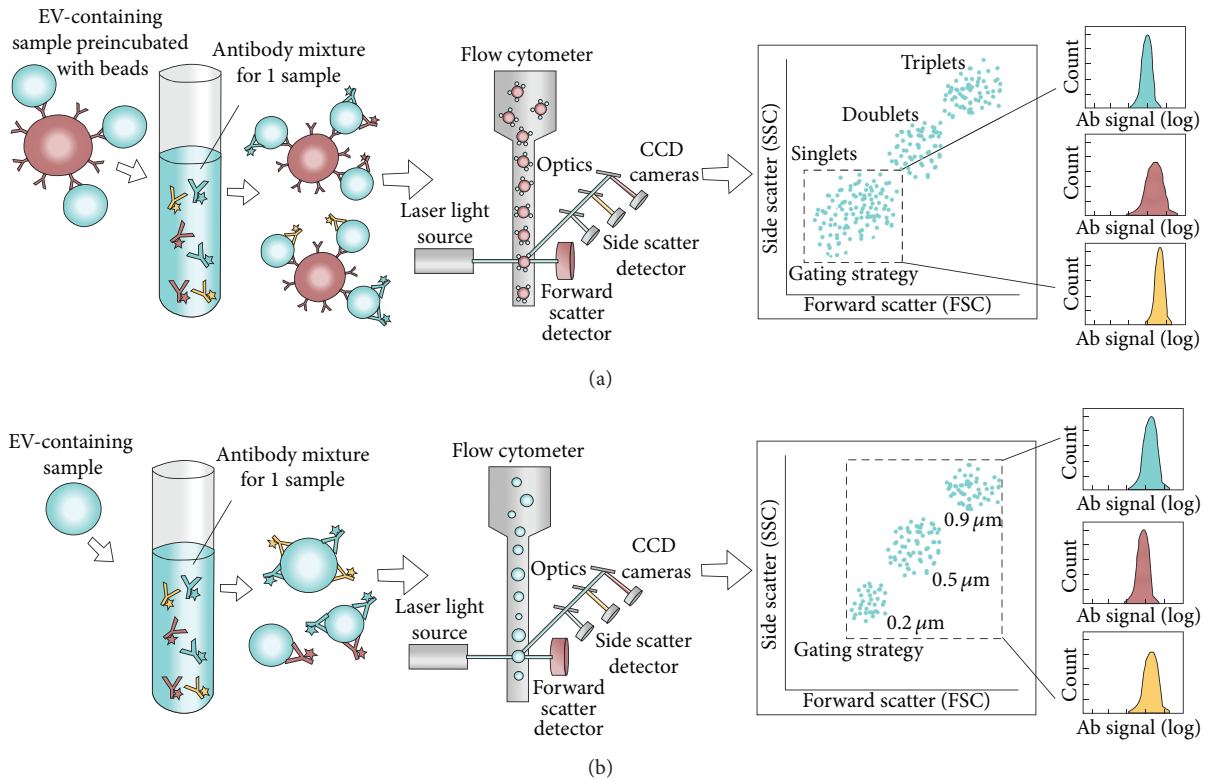 EV-containing
sample preincubated
with beads
Antibody mixture
for 1 sample
Flow cytometer
Optics
CCD
cameras
Laser light
source
Side scatter
detector
Forward
scatter
detector
Side scatter (SSC)
Triplets
Doublets
Singlets
Gating strategy
Forward scatter (FSC)
Count
Ab signal (log)
Count
Ab signal (log)
Count
Ab signal (log)
(a)
EV-containing
sample
Antibody mixture
for 1 sample
Flow cytometer
Optics
CCD
cameras
Laser light
source
Side scatter
detector
Forward
scatter
detector
Side scatter (SSC)
0.9 μm
0.5 μm
0.2 μm
Gating strategy
Forward scatter (FSC)
Count
Ab signal (log)
Count
Ab signal (log)
Count
Ab signal (log)
(b)